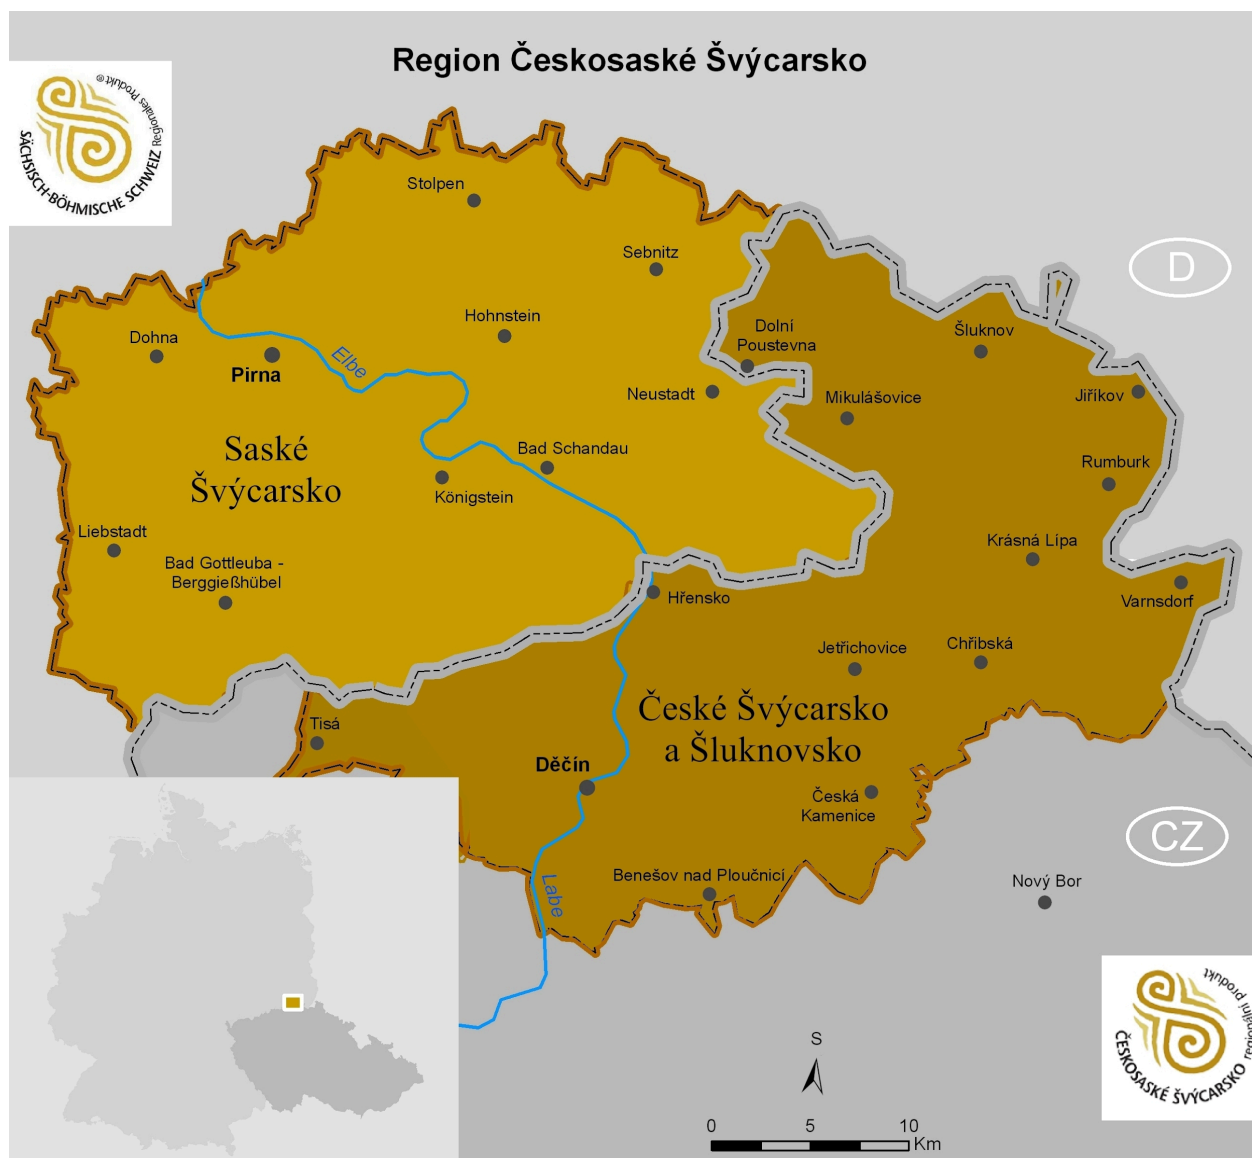 Region Českosaské Švýcarsko
SÄCHSISCH-BÖHMISCHE SCHWEIZ Regionales Produkt ®
Stolpen
Sebnitz
D
Hohnstein
Dolní
Poustevna
Šluknov
Dohna
Pirna
Elbe
Neustadt
Mikulášovice
Jiříkov
Saské
Švýcarsko
Bad Schandau
Königstein
Rumburk
Liebstadt
Bad Gottleuba -
Berggießhübel
Krásná Lípa
Hřensko
Varnsdorf
Jetřichovice
Chřibská
Tisá
České Švýcarsko
a Šluknovsko
Děčín
Česká
Kamenice
CZ
Benešov nad Ploučnicí
Labe
Nový Bor
ČESKOSASKÉ ŠVÝCARSKO regionální produkt
S
0 5 10
Km